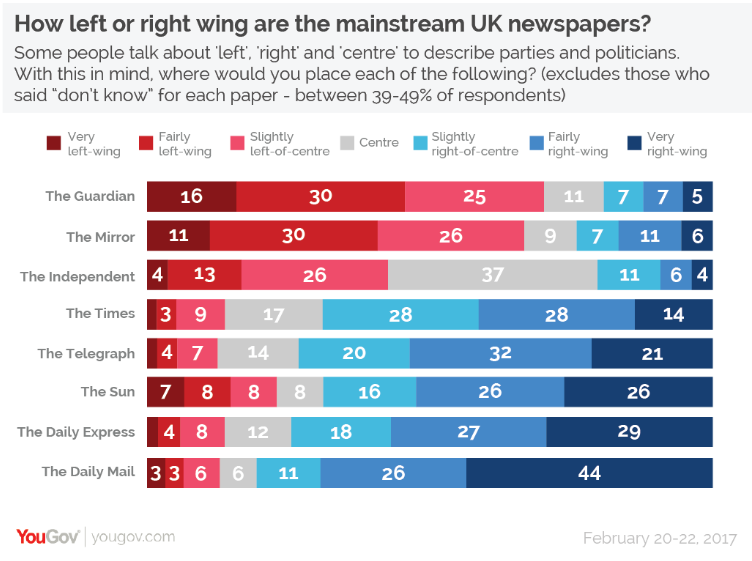 How left or right wing are the mainstream UK newspapers?
Some people talk about 'left', 'right' and 'centre' to describe parties and politicians.
With this in mind, where would you place each of the following? (excludes those who
said "don't know" for each paper - between 39-49% of respondents)
Very left-wing
Fairly left-wing
Slightly left-of-centre
Centre
Slightly right-of-centre
Fairly right-wing
Very right-wing
The Guardian 16 30 25 11 7 7 5
The Mirror 11 30 26 9 7 11 6
The Independent 4 13 26 37 11 6 4
The Times 3 9 17 28 28 14
The Telegraph 4 7 14 20 32 21
The Sun 7 8 8 8 16 26 26
The Daily Express 4 8 12 18 27 29
The Daily Mail 3 3 6 6 11 26 44
YouGov yougov.com February 20-22, 2017